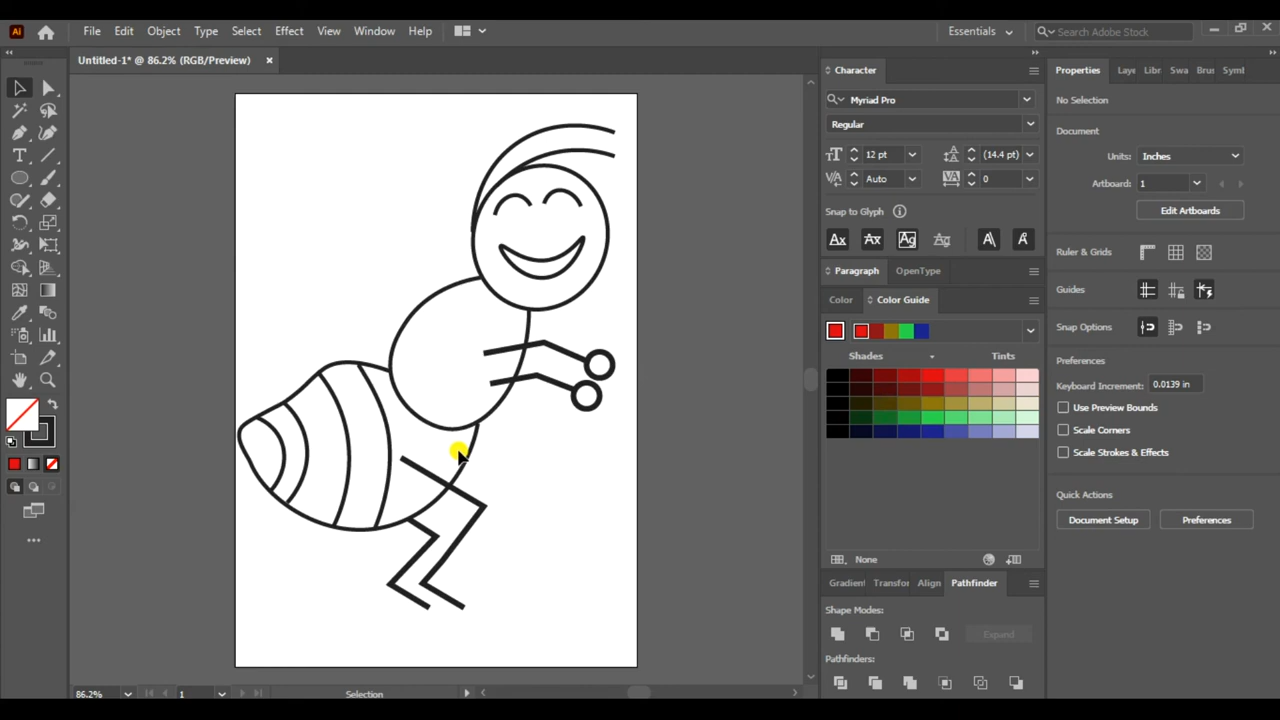 Ai File Edit Object Type Select Effect View Window Help Essentials Search Adobe Stock
Untitled-1* @ 86.2% (RGB/Preview)
Character
Myriad Pro
Regular
12 pt (14.4 pt)
Auto 0
Snap to Glyph
Paragraph OpenType
Color Color Guide
Shades Tints
None
Gradien Transfo Align Pathfinder
Shape Modes:
Expand
Pathfinders:
Properties Laye Libr Swa Brus Symb
No Selection
Document
Units: Inches
Artboard: 1
Edit Artboards
Ruler & Grids
Guides
Snap Options
Preferences
Keyboard Increment: 0.0139 in
Use Preview Bounds
Scale Corners
Scale Strokes & Effects
Quick Actions
Document Setup Preferences
86.2% 1 Selection